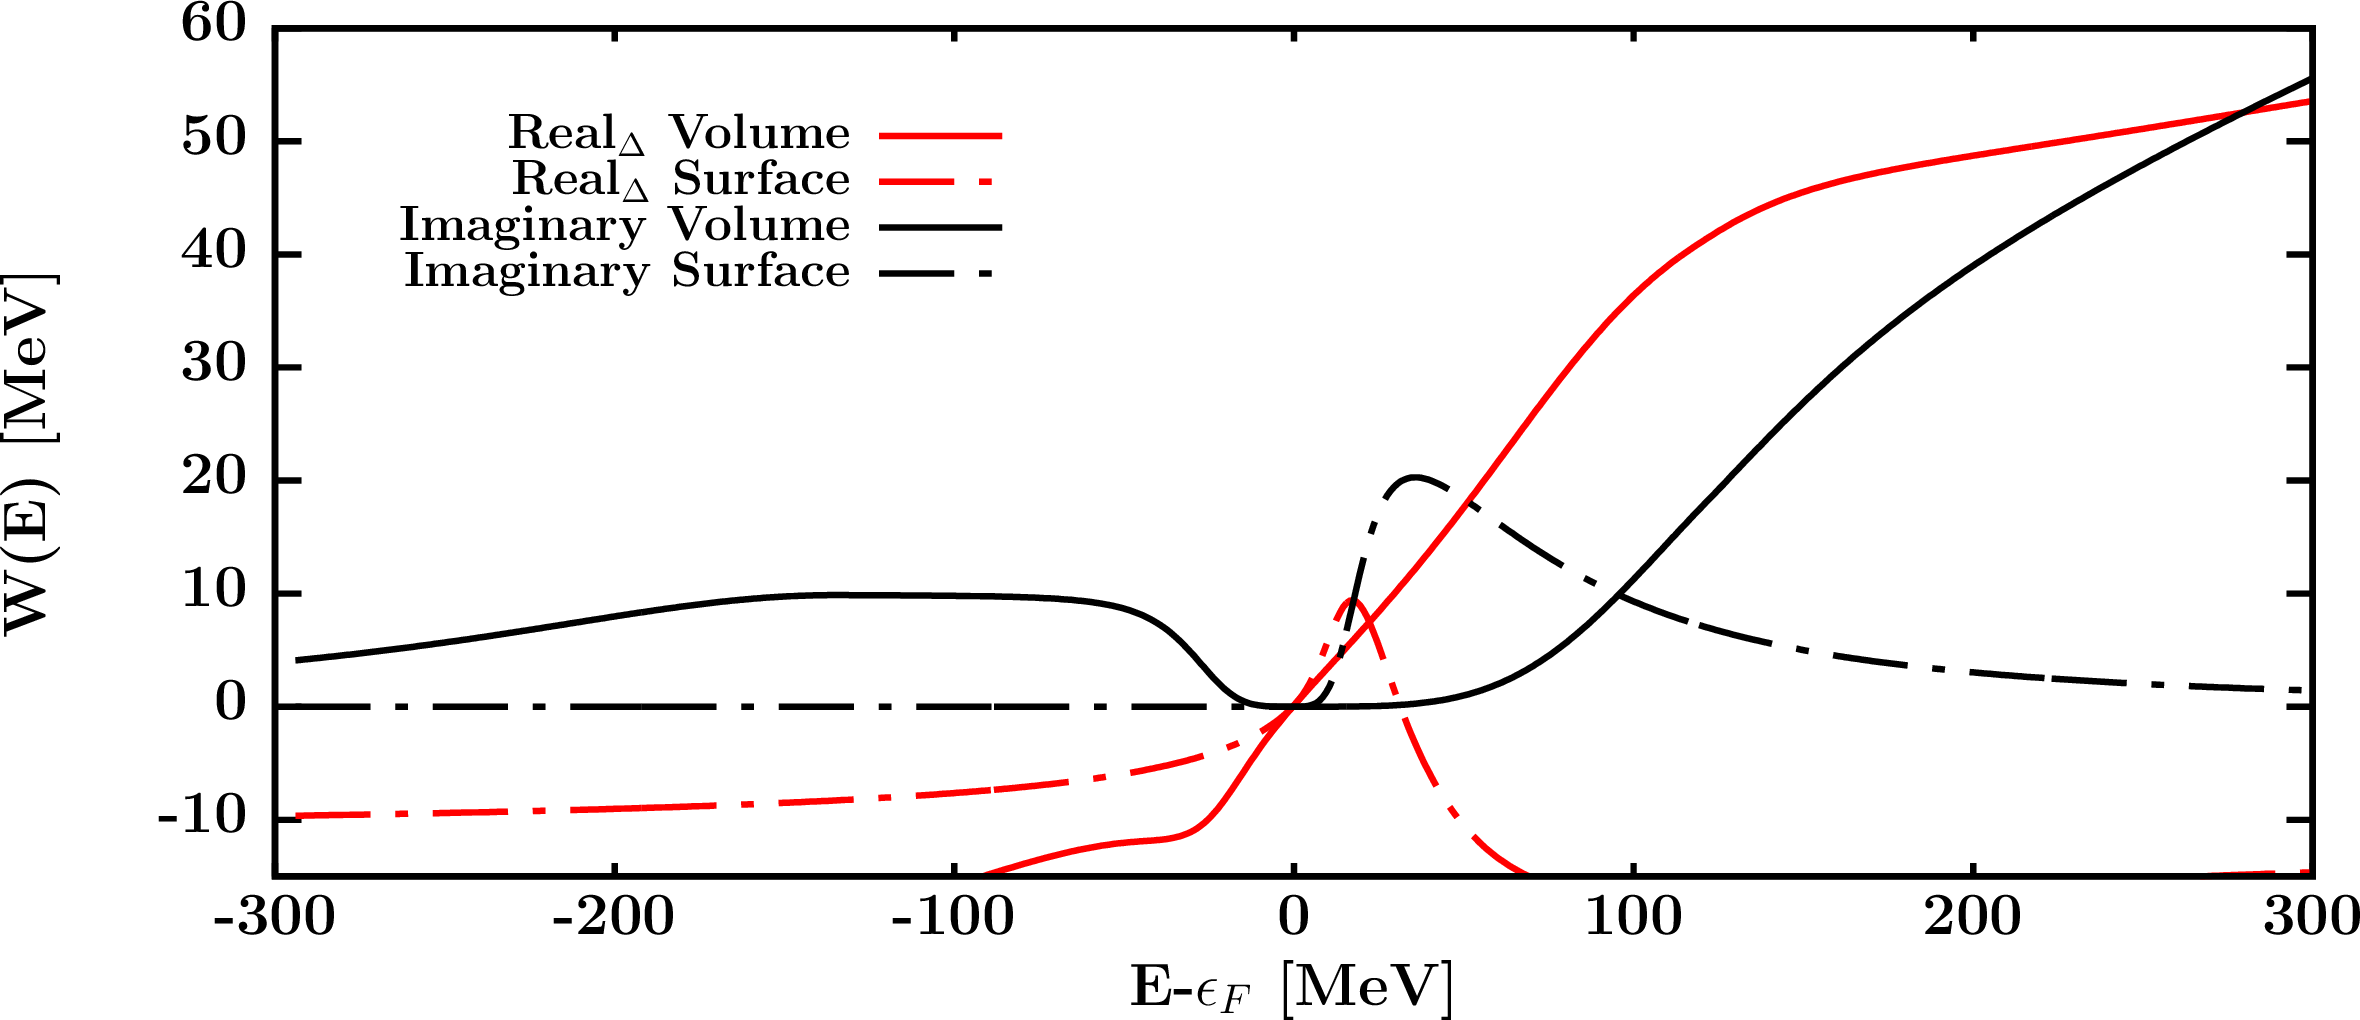 60
50
40
30
20
10
0
-10
W(E) [MeV]
Real_Δ Volume
Real_Δ Surface
Imaginary Volume
Imaginary Surface
-300 -200 -100 0 100 200 300
E-ϵ_F [MeV]